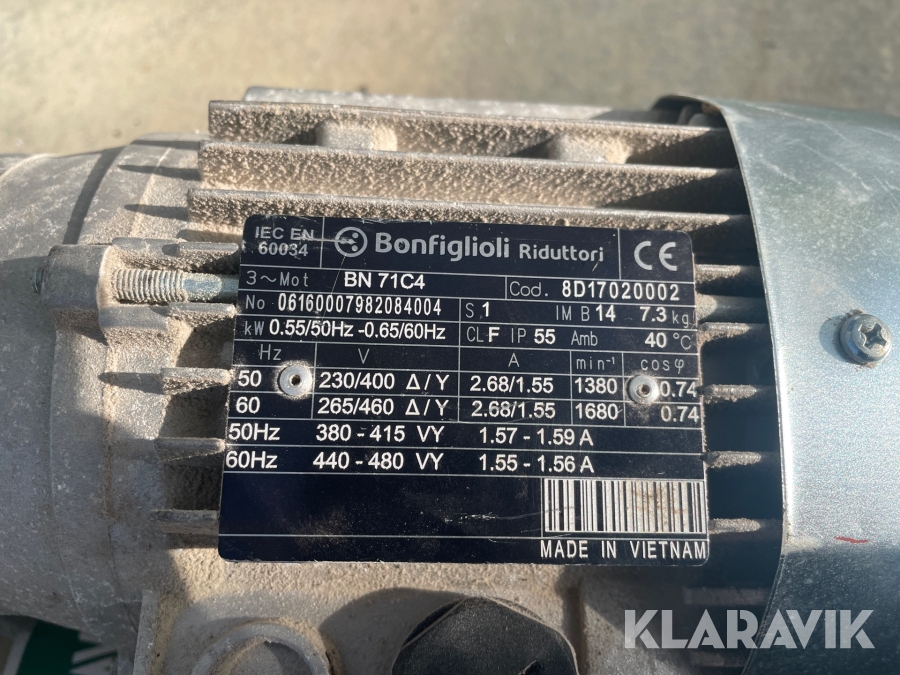 IEC EN
60034
Bonfiglioli Riduttori
CE
3~Mot BN 71C4 Cod. 8D17020002
No 06160007982084004 S 1 IM B 14 7.3 kg
kW 0.55/50Hz -0.65/60Hz CL F IP 55 Amb 40 °C
Hz V A min⁻¹ cosφ
50 230/400 Δ/Y 2.68/1.55 1380 0.74
60 265/460 Δ/Y 2.68/1.55 1680 0.74
50Hz 380-415 VY 1.57-1.59 A
60Hz 440-480 VY 1.55-1.56 A
MADE IN VIETNAM
KLARAVIK